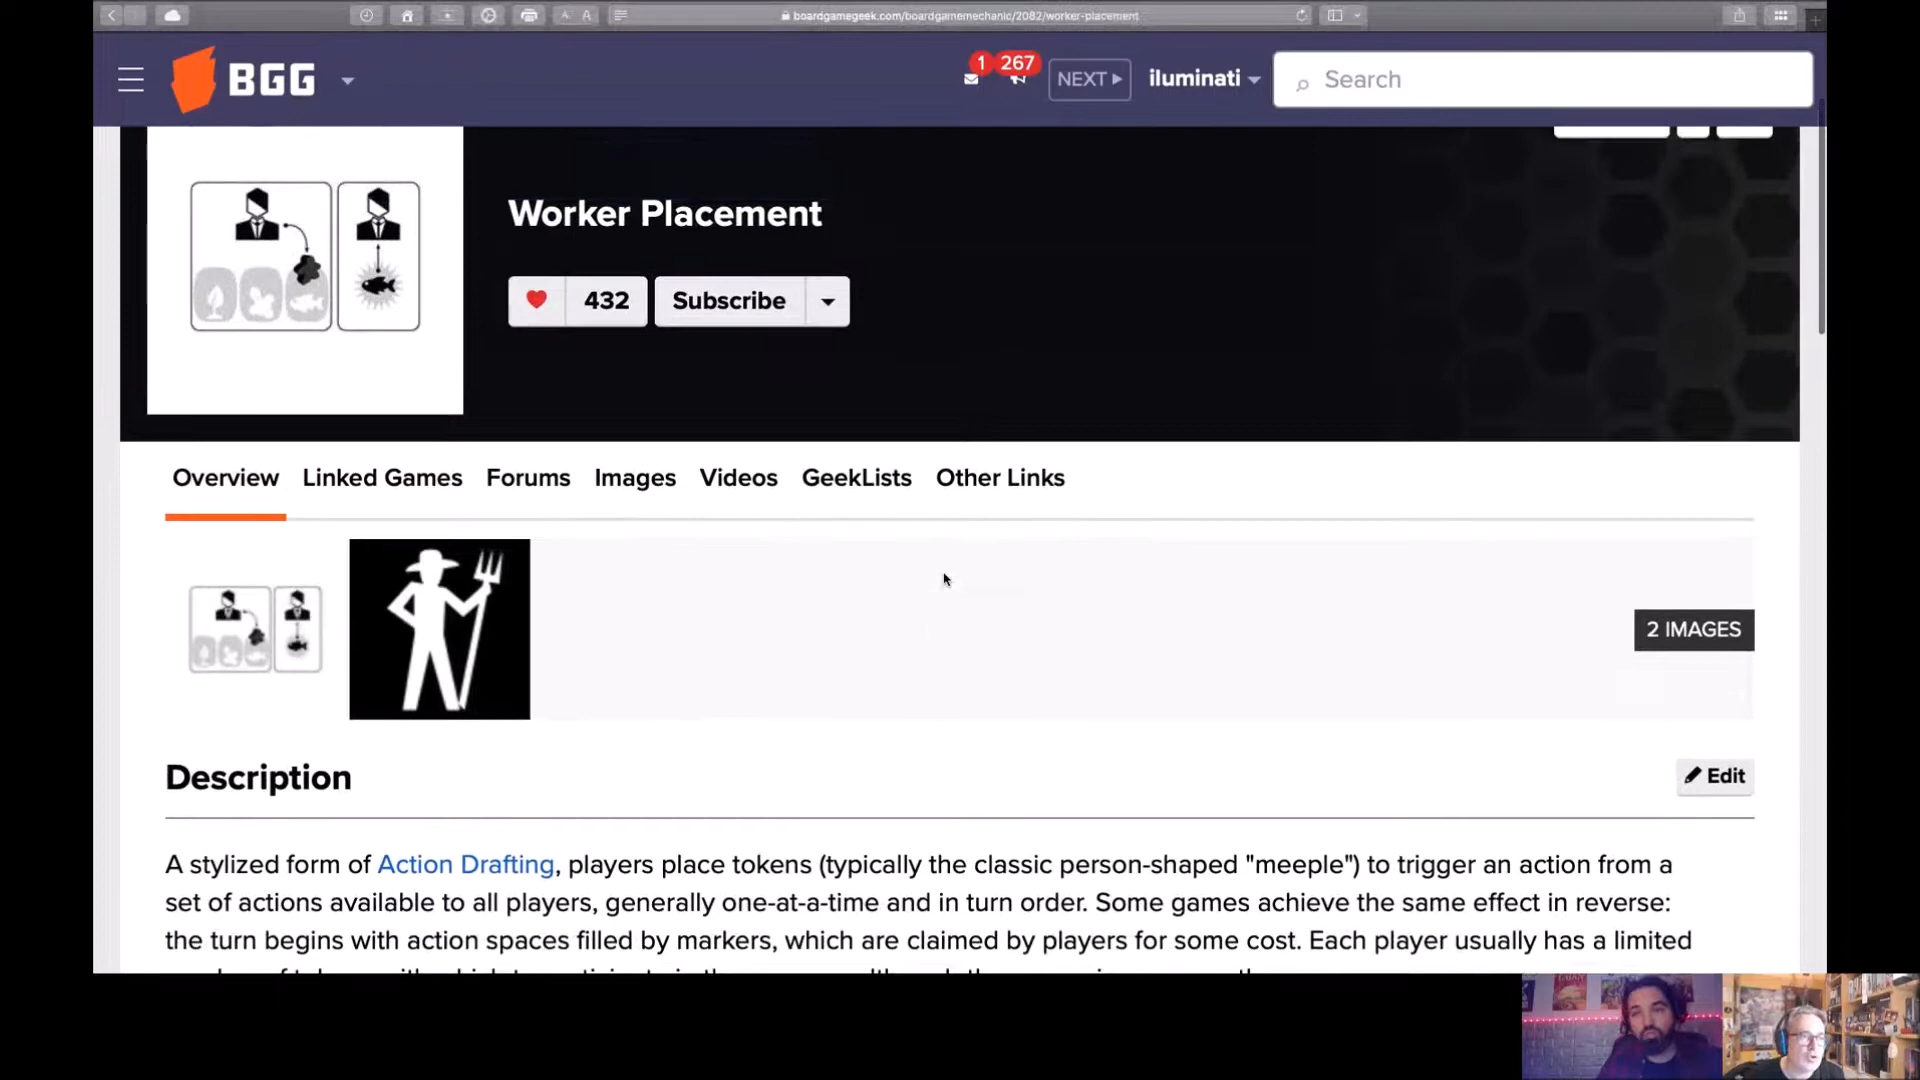 boardgamegeek.com/boardgamemechanic/2082/worker-placement
A A
BGG
1 267
NEXT
iluminati
Search
Worker Placement
432
Subscribe
Overview Linked Games Forums Images Videos GeekLists Other Links
2 IMAGES
Description
Edit
A stylized form of Action Drafting, players place tokens (typically the classic person-shaped "meeple") to trigger an action from a
set of actions available to all players, generally one-at-a-time and in turn order. Some games achieve the same effect in reverse:
the turn begins with action spaces filled by markers, which are claimed by players for some cost. Each player usually has a limited